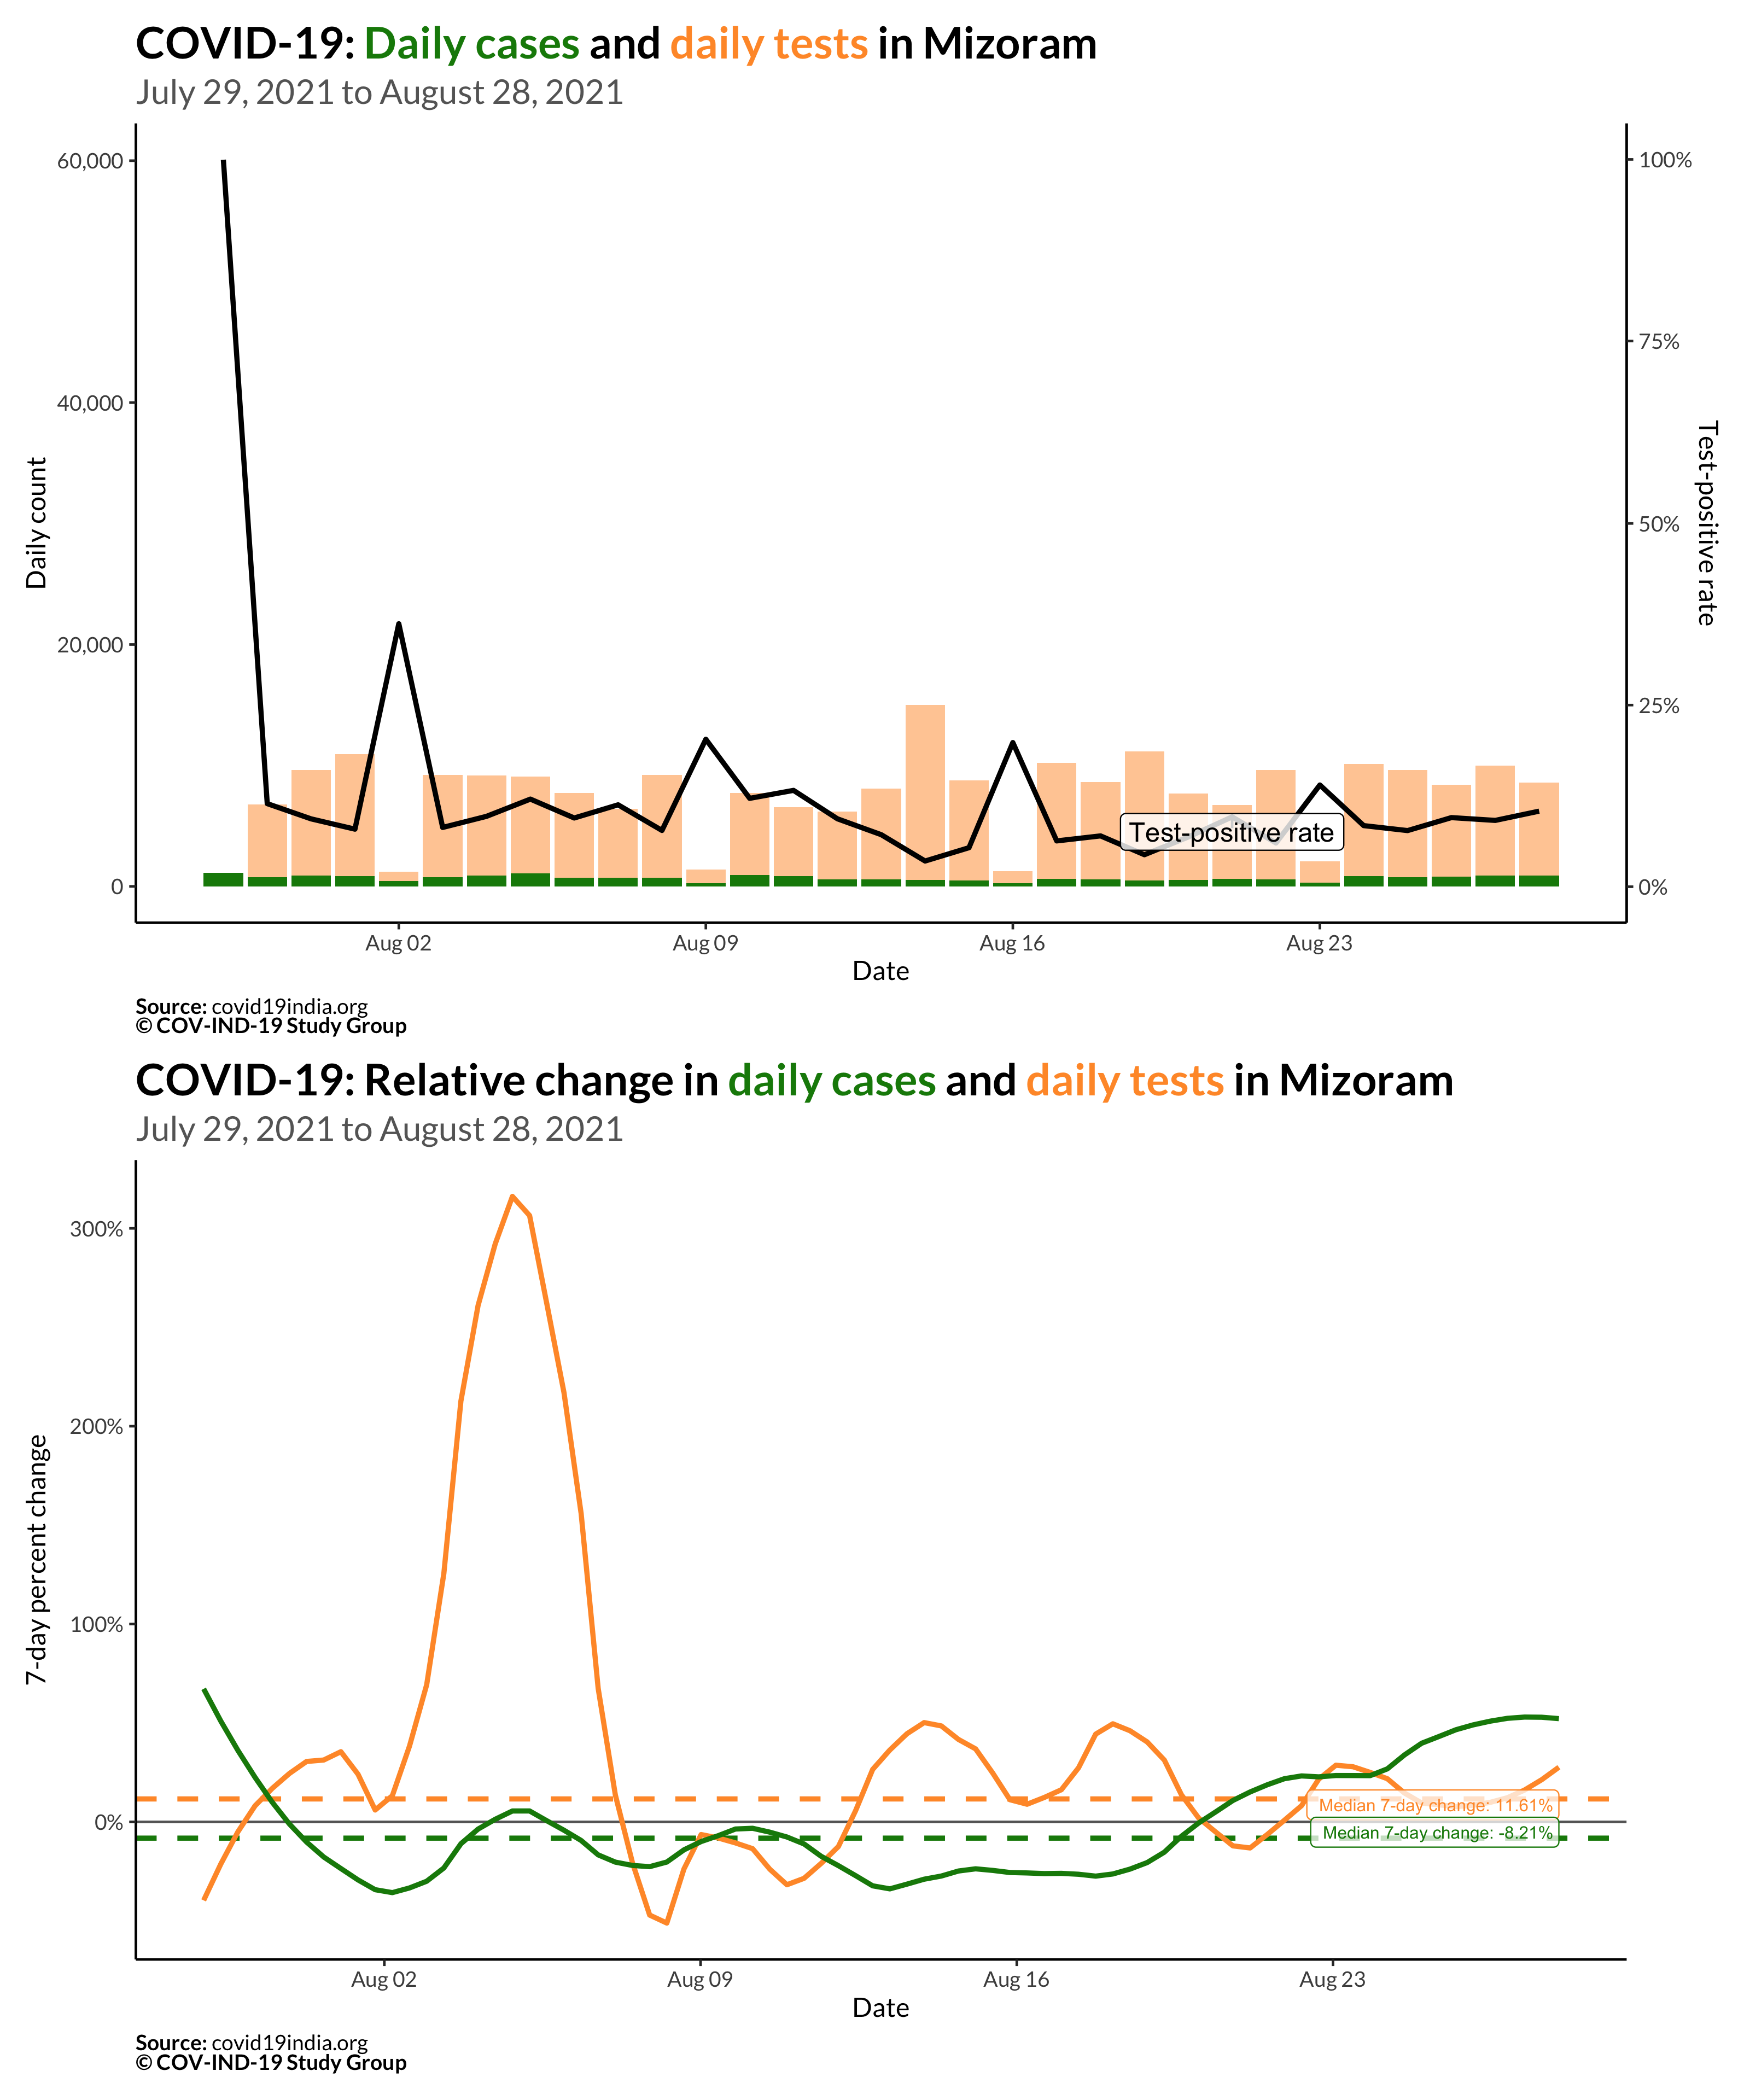 COVID-19: Daily cases and daily tests in Mizoram
July 29, 2021 to August 28, 2021
60,000
40,000
20,000
0
Daily count
100%
75%
50%
25%
0%
Test-positive rate
Test-positive rate
Aug 02
Aug 09
Aug 16
Aug 23
Date
Source: covid19india.org
© COV-IND-19 Study Group
COVID-19: Relative change in daily cases and daily tests in Mizoram
July 29, 2021 to August 28, 2021
300%
200%
100%
0%
7-day percent change
Median 7-day change: 11.61%
Median 7-day change: -8.21%
Aug 02
Aug 09
Aug 16
Aug 23
Date
Source: covid19india.org
© COV-IND-19 Study Group